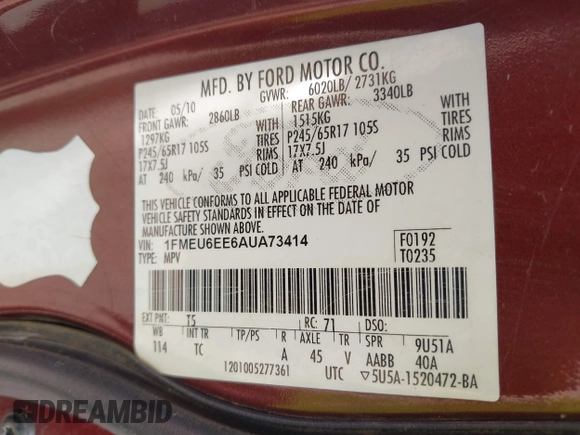 MFD. BY FORD MOTOR CO.
DATE: 05/10 GVWR: 6020LB/ 2731KG
FRONT GAWR: 2860LB REAR GAWR: 3340LB
1297KG WITH 1515KG WITH
P245/65R17 105S TIRES P245/65R17 105S TIRES
17X7.5J RIMS 17X7.5J RIMS
AT 240 kPa/ 35 PSI COLD AT 240 kPa/ 35 PSI COLD
THIS VEHICLE CONFORMS TO ALL APPLICABLE FEDERAL MOTOR
VEHICLE SAFETY STANDARDS IN EFFECT ON THE DATE OF
MANUFACTURE SHOWN ABOVE.
VIN: 1FMEU6EE6AUA73414 F0192
TYPE: MPV T0235
EXT PNT: T5 RC: 71 DSO:
WB INT TR TP/PS R AXLE TR SPR 9U51A
114 TC A 45 V AABB 40A
1201005277361 UTC ▽5U5A-1520472-BA
DREAMBID